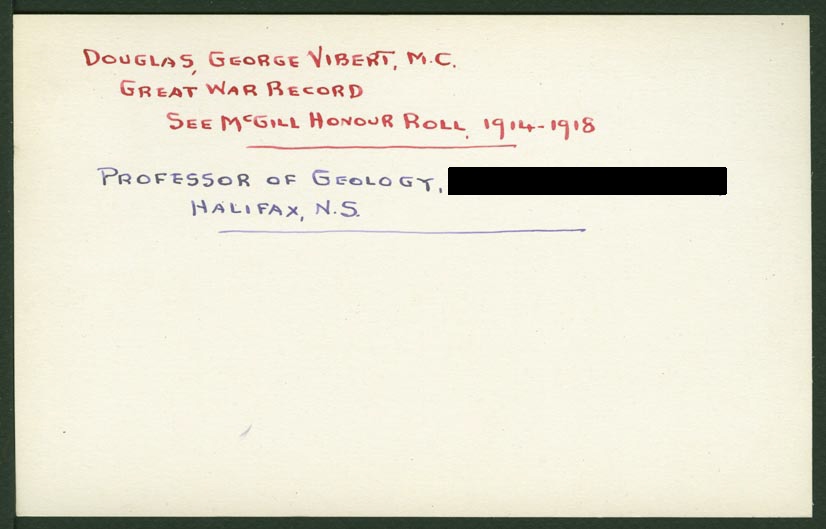 DOUGLAS, GEORGE VIBERT, M.C.
GREAT WAR RECORD
SEE MCGILL HONOUR ROLL, 1914-1918
PROFESSOR OF GEOLOGY,
HALIFAX, N.S.